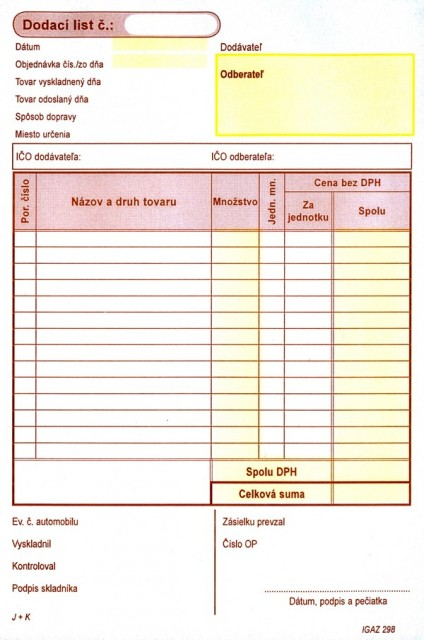 Dodací list č.:
Dátum
Dodávateľ
Objednávka čís./zo dňa
Odberateľ
Tovar vyskladnený dňa
Tovar odoslaný dňa
Spôsob dopravy
Miesto určenia
IČO dodávateľa:
IČO odberateľa:
Por. číslo
Názov a druh tovaru
Množstvo
Jedn. mn.
Cena bez DPH
Za jednotku
Spolu
Spolu DPH
Celková suma
Ev. č. automobilu
Vyskladnil
Kontroloval
Podpis skladníka
Zásielku prevzal
Číslo OP
Dátum, podpis a pečiatka
J + K
IGAZ 298